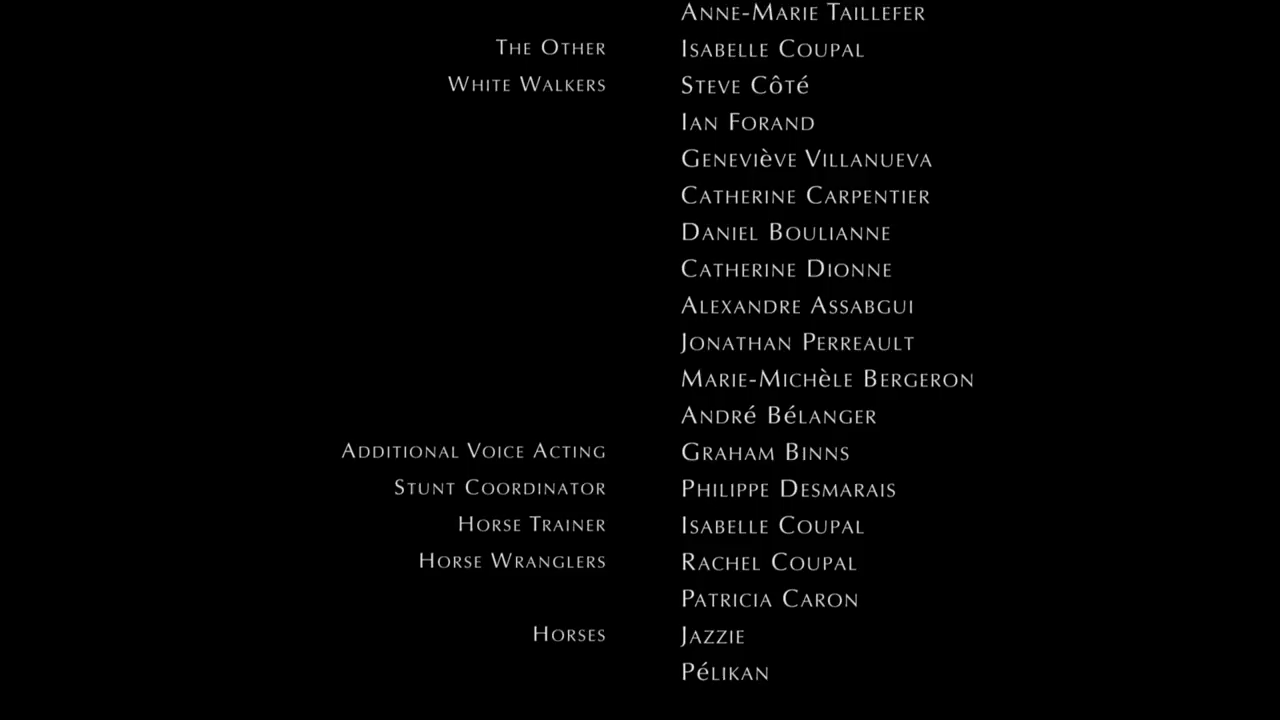 Anne-Marie Taillefer
The Other Isabelle Coupal
White Walkers Steve Côté
Ian Forand
Geneviève Villanueva
Catherine Carpentier
Daniel Boulianne
Catherine Dionne
Alexandre Assabgui
Jonathan Perreault
Marie-Michèle Bergeron
André Bélanger
Additional Voice Acting Graham Binns
Stunt Coordinator Philippe Desmarais
Horse Trainer Isabelle Coupal
Horse Wranglers Rachel Coupal
Patricia Caron
Horses Jazzie
Pélikan